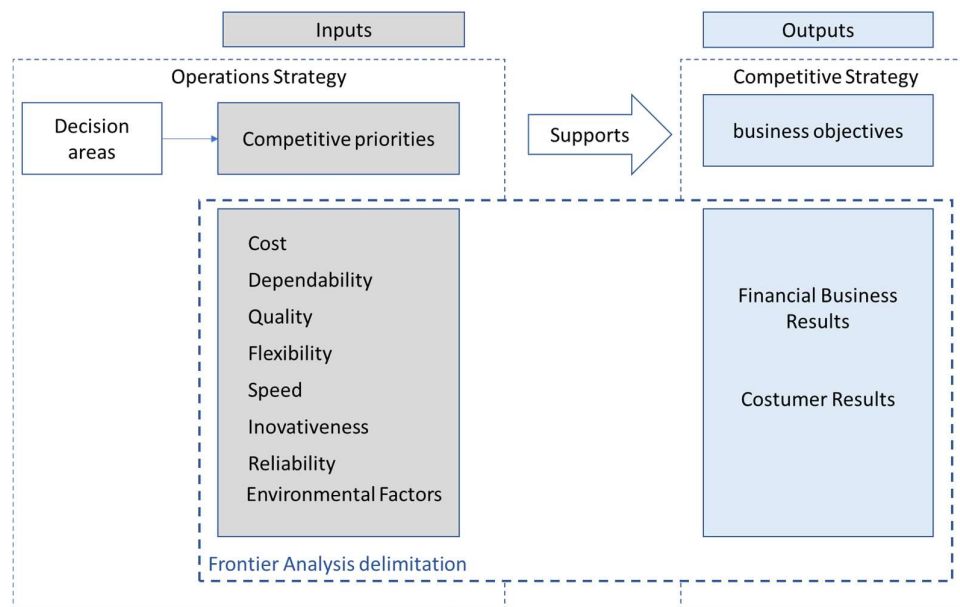 Inputs
Outputs
Operations Strategy
Competitive Strategy
Decision
areas
Competitive priorities
Supports
business objectives
Cost
Dependability
Quality
Flexibility
Speed
Inovativeness
Reliability
Environmental Factors
Financial Business
Results
Costumer Results
Frontier Analysis delimitation